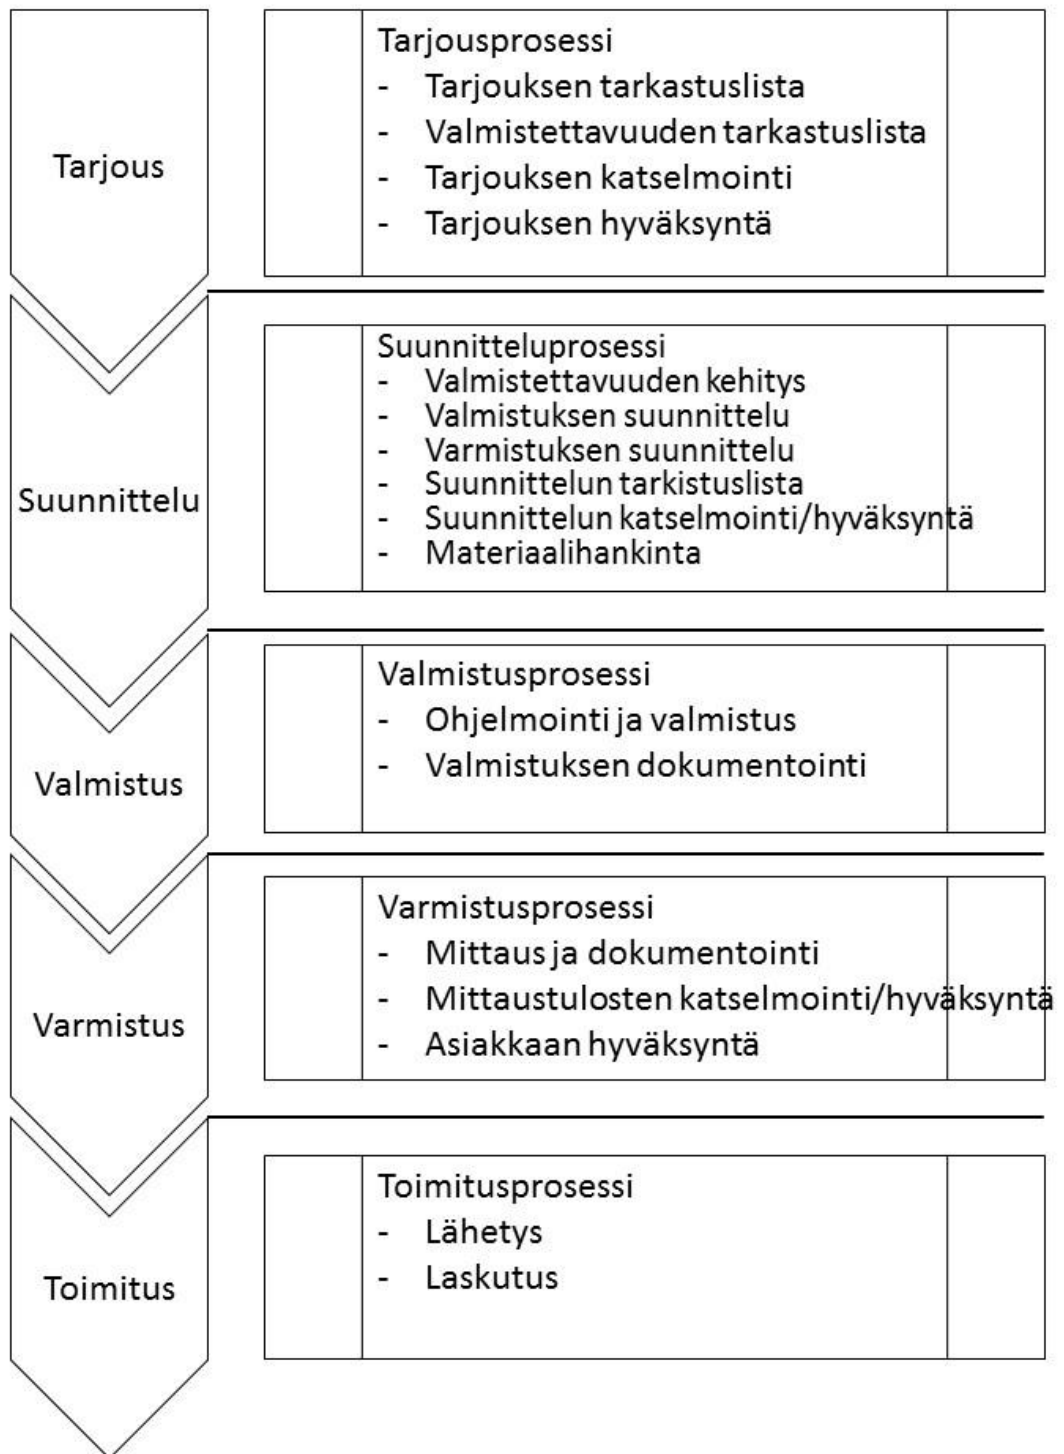 Tarjous
Tarjousprosessi
- Tarjouksen tarkastuslista
- Valmistettavuuden tarkastuslista
- Tarjouksen katselmointi
- Tarjouksen hyväksyntä
Suunnittelu
Suunnitteluprosessi
- Valmistettavuuden kehitys
- Valmistuksen suunnittelu
- Varmistuksen suunnittelu
- Suunnittelun tarkistuslista
- Suunnittelun katselmointi/hyväksyntä
- Materiaalihankinta
Valmistus
Valmistusprosessi
- Ohjelmointi ja valmistus
- Valmistuksen dokumentointi
Varmistus
Varmistusprosessi
- Mittaus ja dokumentointi
- Mittaustulosten katselmointi/hyväksyntä
- Asiakkaan hyväksyntä
Toimitus
Toimitusprosessi
- Lähetys
- Laskutus